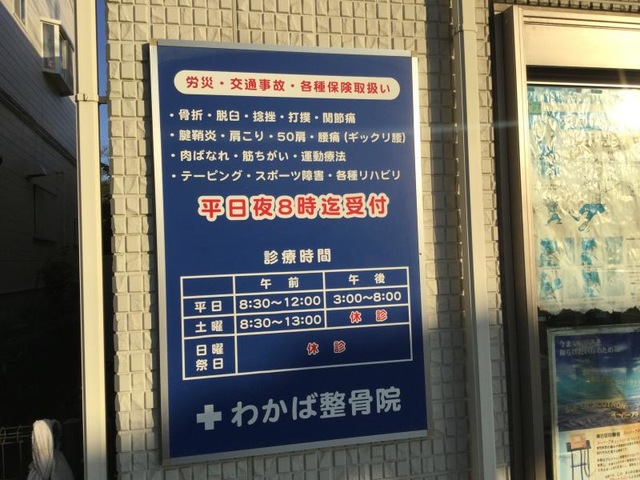 労災・交通事故・各種保険取扱い
・骨折・脱臼・捻挫・打撲・関節痛
・腱鞘炎・肩こり・50肩・腰痛(ギックリ腰)
・肉ばなれ・筋ちがい・運動療法
・テーピング・スポーツ障害・各種リハビリ
平日夜8時迄受付
診療時間
午前 午後
平日 8:30〜12:00 3:00〜8:00
土曜 8:30〜13:00 休診
日曜 休診
祭日
わかば整骨院